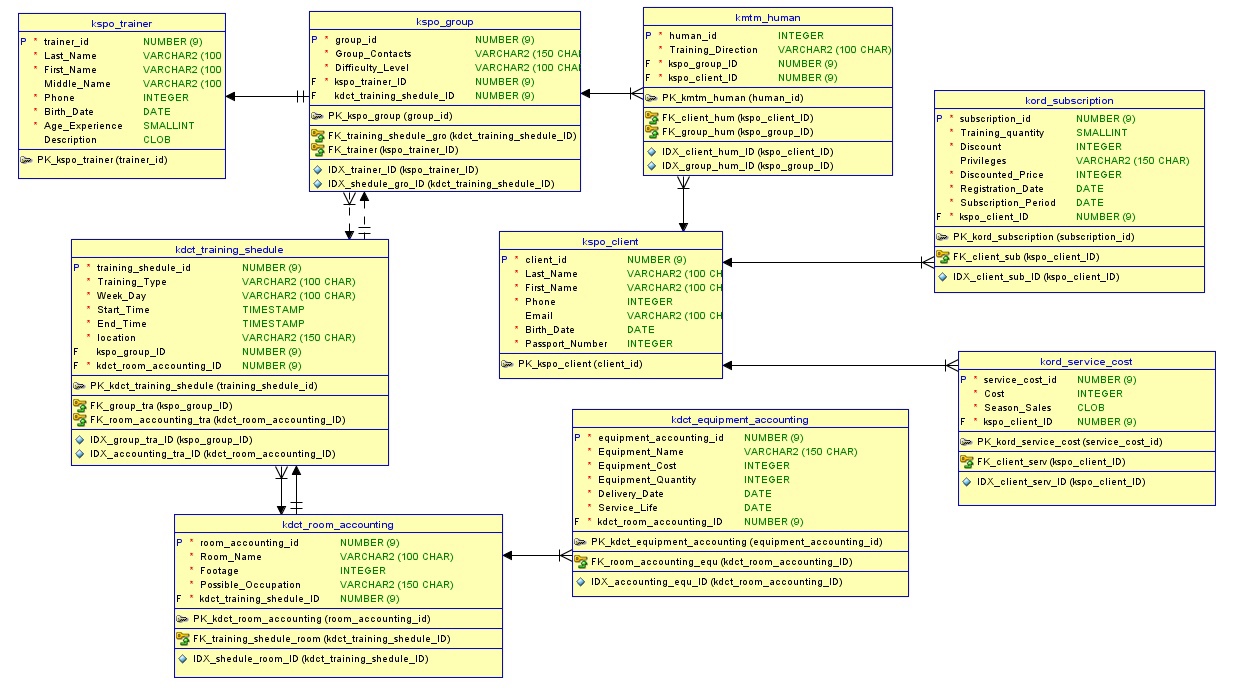 kspo_trainer
P * trainer_id NUMBER (9)
Last_Name VARCHAR2 (100
* First_Name VARCHAR2 (100
Middle_Name VARCHAR2 (100
* Phone INTEGER
* Birth_Date DATE
* Age_Experience SMALLINT
Description CLOB
PK_kspo_trainer (trainer_id)
kspo_group
P * group_id NUMBER (9)
* Group_Contacts VARCHAR2 (150 CHA
* Difficulty_Level VARCHAR2 (100 CHA
F * kspo_trainer_ID NUMBER (9)
F kdct_training_shedule_ID NUMBER (9)
PK_kspo_group (group_id)
FK_training_shedule_gro (kdct_training_shedule_ID)
FK_trainer (kspo_trainer_ID)
IDX_trainer_ID (kspo_trainer_ID)
IDX_shedule_gro_ID (kdct_training_shedule_ID)
kmtm_human
P * human_id INTEGER
* Training_Direction VARCHAR2 (100 CHAR)
F * kspo_group_ID NUMBER (9)
F * kspo_client_ID NUMBER (9)
PK_kmtm_human (human_id)
FK_client_hum (kspo_client_ID)
FK_group_hum (kspo_group_ID)
IDX_client_hum_ID (kspo_client_ID)
IDX_group_hum_ID (kspo_group_ID)
kord_subscription
P * subscription_id NUMBER (9)
* Training_quantity SMALLINT
* Discount INTEGER
Privileges VARCHAR2 (150 CHAR)
* Discounted_Price INTEGER
* Registration_Date DATE
* Subscription_Period DATE
F * kspo_client_ID NUMBER (9)
PK_kord_subscription (subscription_id)
FK_client_sub (kspo_client_ID)
IDX_client_sub_ID (kspo_client_ID)
kdct_training_shedule
P * training_shedule_id NUMBER (9)
* Training_Type VARCHAR2 (100 CHAR)
* Week_Day VARCHAR2 (100 CHAR)
* Start_Time TIMESTAMP
* End_Time TIMESTAMP
* location VARCHAR2 (150 CHAR)
F kspo_group_ID NUMBER (9)
F * kdct_room_accounting_ID NUMBER (9)
PK_kdct_training_shedule (training_shedule_id)
FK_group_tra (kspo_group_ID)
FK_room_accounting_tra (kdct_room_accounting_ID)
IDX_group_tra_ID (kspo_group_ID)
IDX_accounting_tra_ID (kdct_room_accounting_ID)
kspo_client
P * client_id NUMBER (9)
* Last_Name VARCHAR2 (100 CH
* First_Name VARCHAR2 (100 CH
* Phone INTEGER
Email VARCHAR2 (100 CH
* Birth_Date DATE
* Passport_Number INTEGER
PK_kspo_client (client_id)
kord_service_cost
P * service_cost_id NUMBER (9)
* Cost INTEGER
* Season_Sales CLOB
F * kspo_client_ID NUMBER (9)
PK_kord_service_cost (service_cost_id)
FK_client_serv (kspo_client_ID)
IDX_client_serv_ID (kspo_client_ID)
kdct_equipment_accounting
P * equipment_accounting_id NUMBER (9)
* Equipment_Name VARCHAR2 (150 CHAR)
* Equipment_Cost INTEGER
* Equipment_Quantity INTEGER
* Delivery_Date DATE
* Service_Life DATE
F * kdct_room_accounting_ID NUMBER (9)
PK_kdct_equipment_accounting (equipment_accounting_id)
FK_room_accounting_equ (kdct_room_accounting_ID)
IDX_accounting_equ_ID (kdct_room_accounting_ID)
kdct_room_accounting
P * room_accounting_id NUMBER (9)
* Room_Name VARCHAR2 (100 CHAR)
* Footage INTEGER
* Possible_Occupation VARCHAR2 (150 CHAR)
F * kdct_training_shedule_ID NUMBER (9)
PK_kdct_room_accounting (room_accounting_id)
FK_training_shedule_room (kdct_training_shedule_ID)
IDX_shedule_room_ID (kdct_training_shedule_ID)